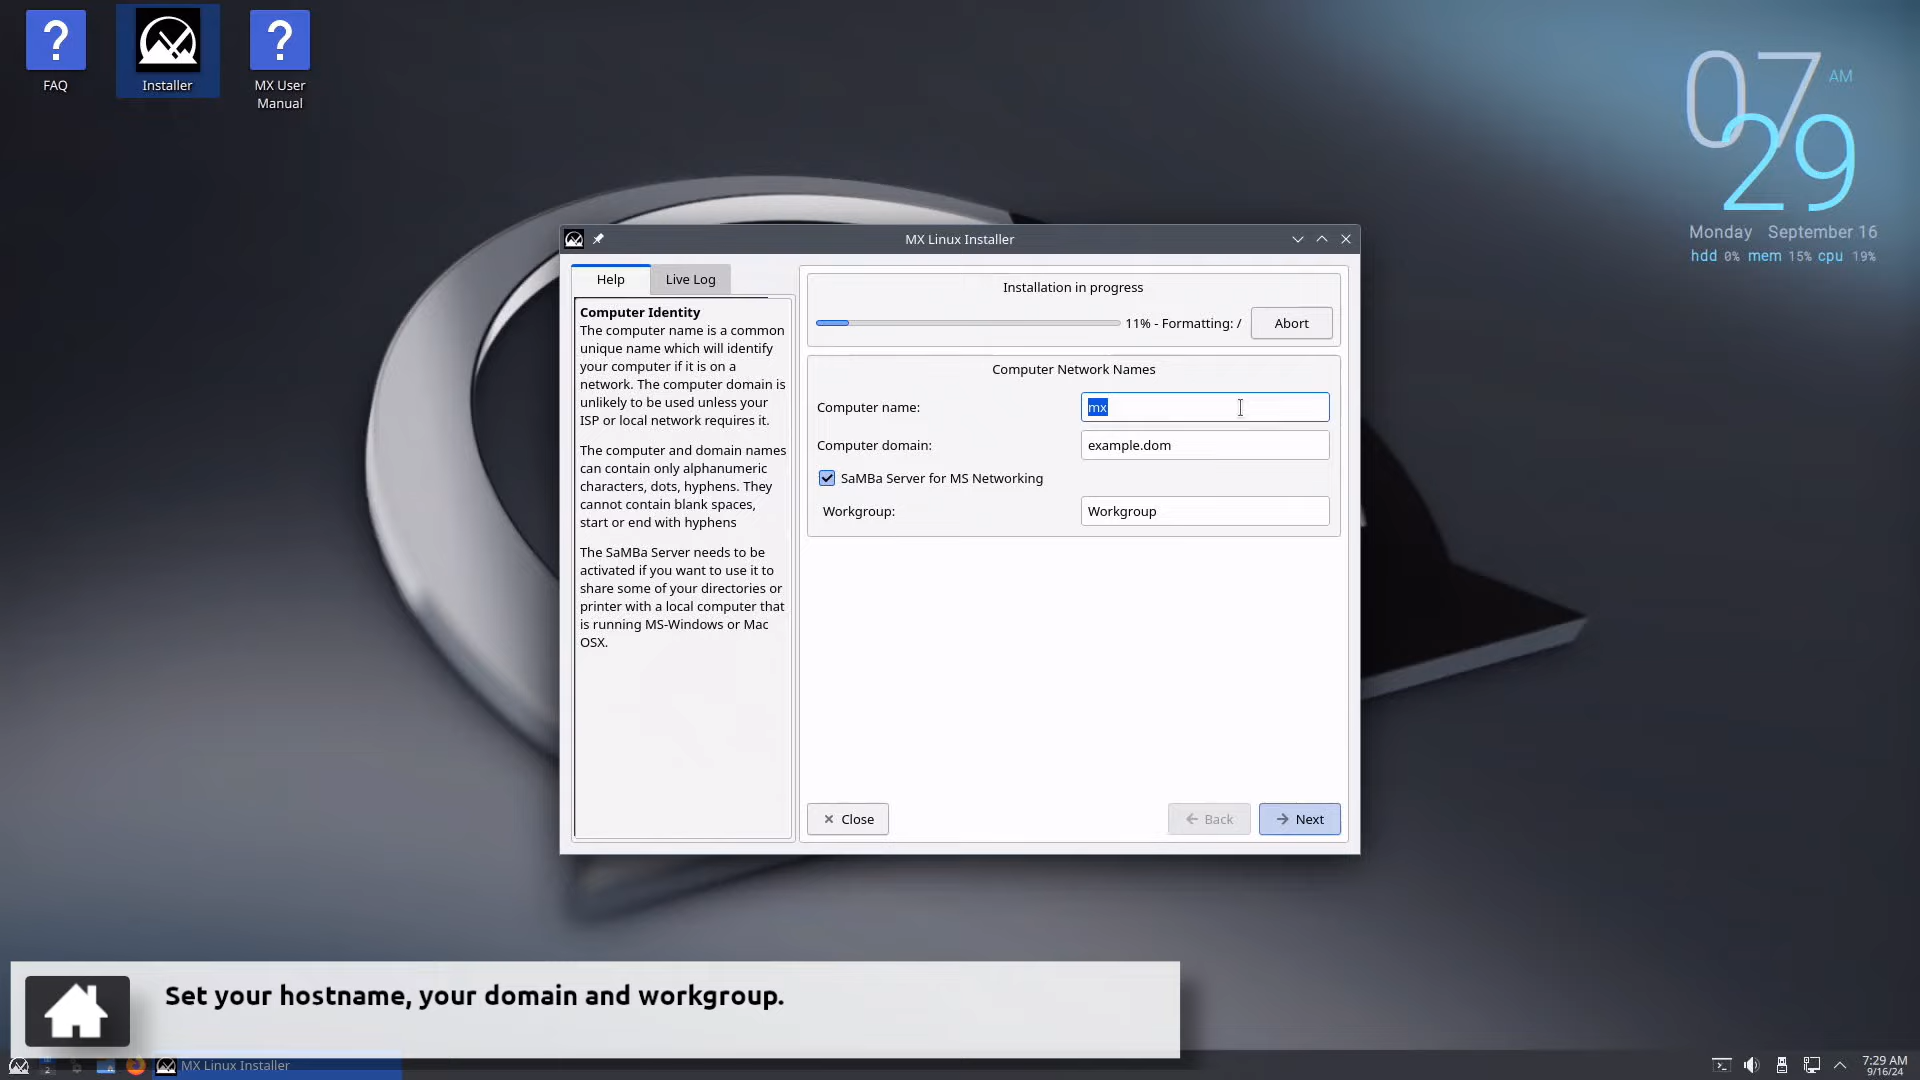 FAQ
Installer
MX User
Manual
07 AM
29
Monday September 16
hdd 0% mem 15% cpu 19%
MX Linux Installer
Help
Live Log
Computer Identity
The computer name is a common
unique name which will identify
your computer if it is on a
network. The computer domain is
unlikely to be used unless your
ISP or local network requires it.
The computer and domain names
can contain only alphanumeric
characters, dots, hyphens. They
cannot contain blank spaces,
start or end with hyphens
The SaMBa Server needs to be
activated if you want to use it to
share some of your directories or
printer with a local computer that
is running MS-Windows or Mac
OSX.
Installation in progress
11% - Formatting: /
Abort
Computer Network Names
Computer name:
mx
Computer domain:
example.dom
SaMBa Server for MS Networking
Workgroup:
Workgroup
Close
Back
Next
Set your hostname, your domain and workgroup.
2
MX Linux Installer
7:29 AM
9/16/24